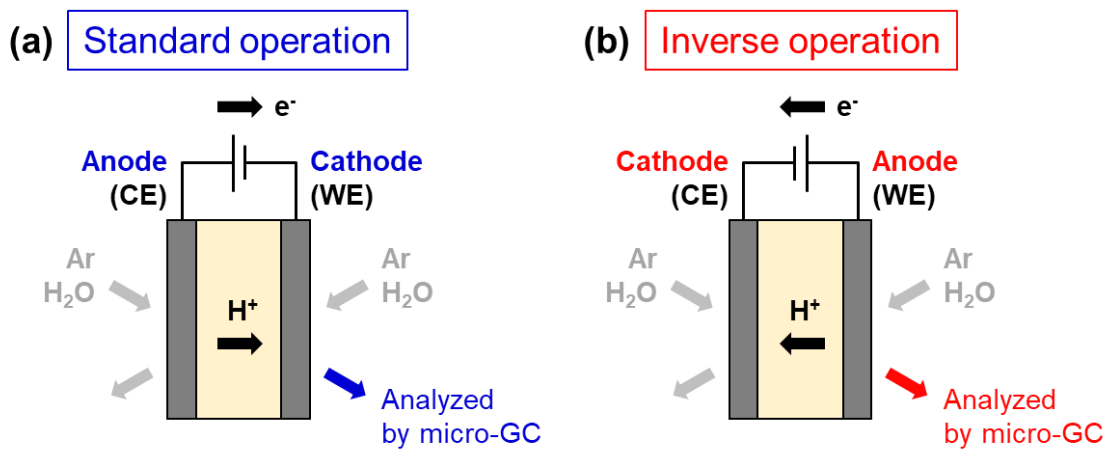 (a) Standard operation
e-
Anode
(CE)
Cathode
(WE)
Ar
H2O
Ar
H2O
H+
Analyzed
by micro-GC
(b) Inverse operation
e-
Cathode
(CE)
Anode
(WE)
Ar
H2O
Ar
H2O
H+
Analyzed
by micro-GC